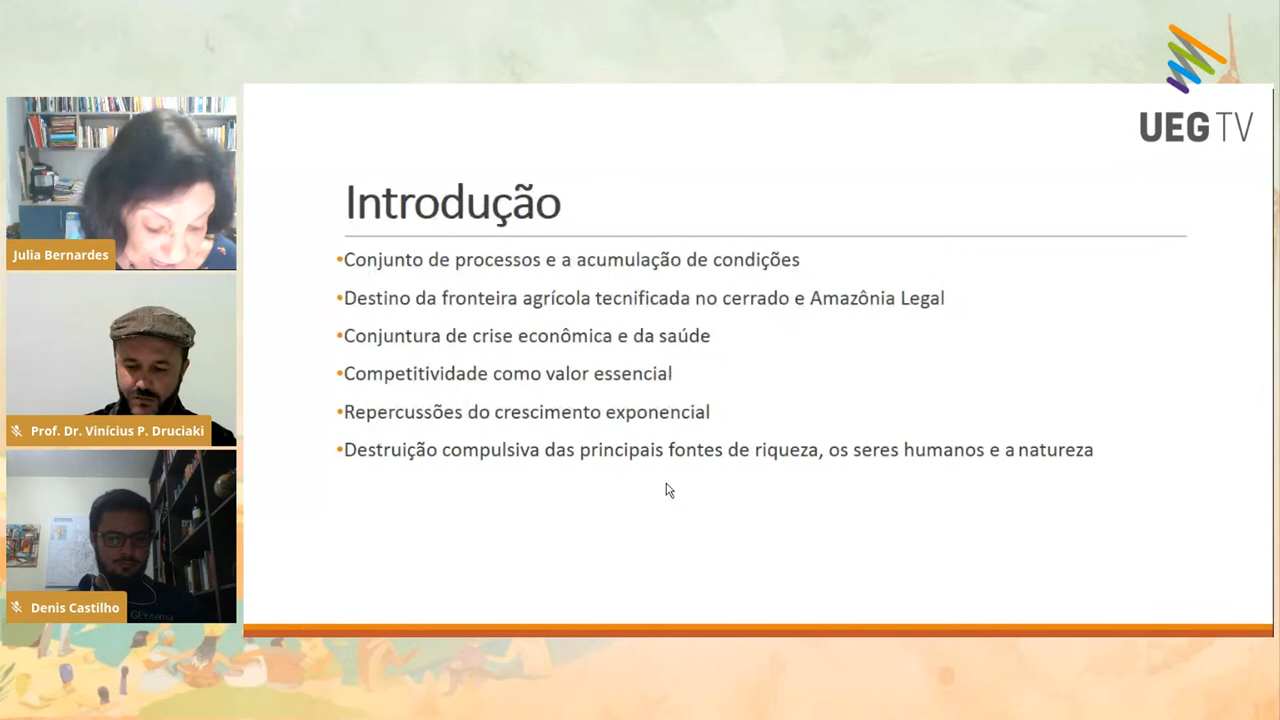 UEG TV
Introdução
•Conjunto de processos e a acumulação de condições
•Destino da fronteira agrícola tecnificada no cerrado e Amazônia Legal
•Conjuntura de crise econômica e da saúde
•Competitividade como valor essencial
•Repercussões do crescimento exponencial
•Destruição compulsiva das principais fontes de riqueza, os seres humanos e a natureza
Julia Bernardes
Prof. Dr. Vinícius P. Druciaki
Denis Castilho